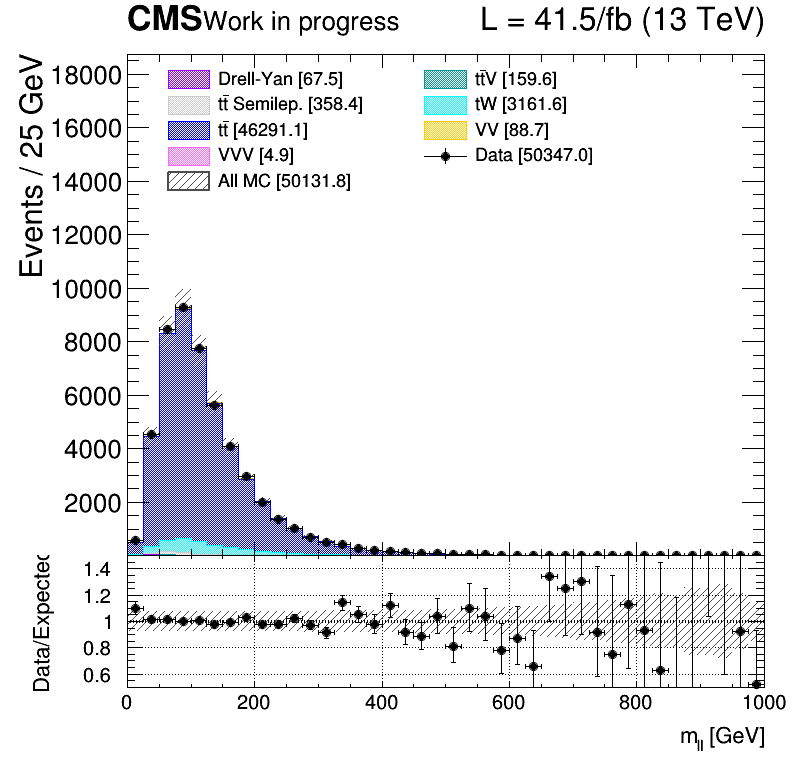 CMS Work in progress L = 41.5/fb (13 TeV)
Events / 25 GeV
18000
16000
14000
12000
10000
8000
6000
4000
2000
Drell-Yan [67.5]
tt̄ Semilep. [358.4]
tt̄ [46291.1]
VVV [4.9]
All MC [50131.8]
tt̄V [159.6]
tW [3161.6]
VV [88.7]
Data [50347.0]
Data/Expected
1.4
1.2
1
0.8
0.6
0 200 400 600 800 1000
m_ll [GeV]